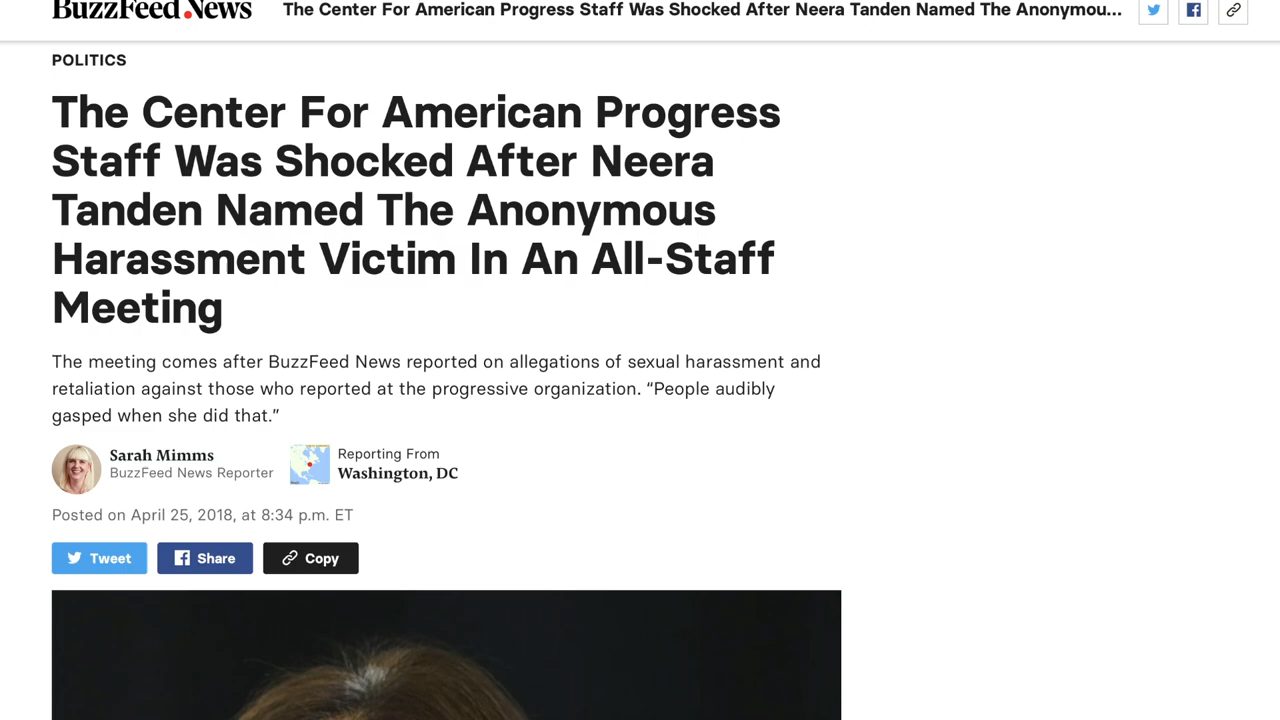 BuzzFeed News
The Center For American Progress Staff Was Shocked After Neera Tanden Named The Anonymou...
POLITICS
The Center For American Progress
Staff Was Shocked After Neera
Tanden Named The Anonymous
Harassment Victim In An All-Staff
Meeting
The meeting comes after BuzzFeed News reported on allegations of sexual harassment and
retaliation against those who reported at the progressive organization. “People audibly
gasped when she did that.”
Sarah Mimms
BuzzFeed News Reporter
Reporting From
Washington, DC
Posted on April 25, 2018, at 8:34 p.m. ET
Tweet
Share
Copy